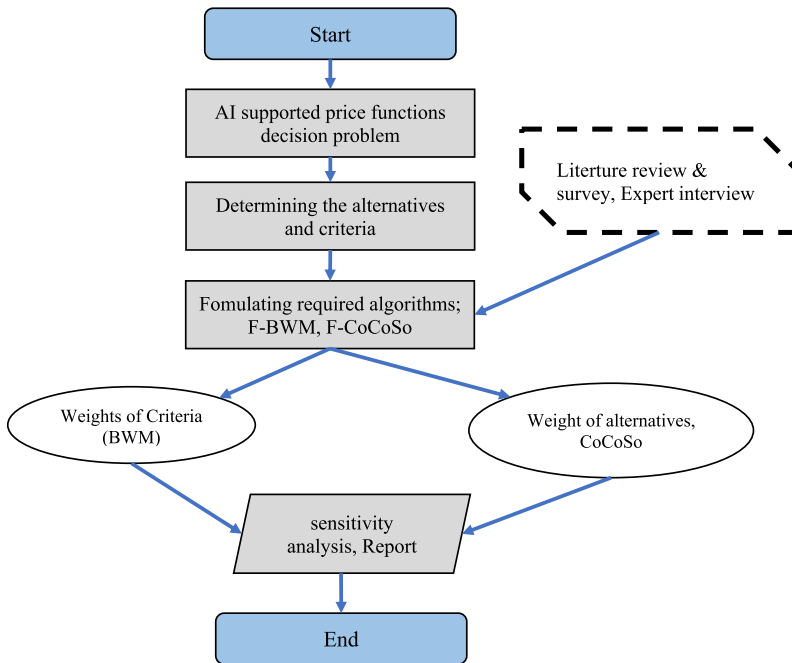 Start
AI supported price functions
decision problem
Literture review &
survey, Expert interview
Determining the alternatives
and criteria
Fomulating required algorithms;
F-BWM, F-CoCoSo
Weights of Criteria
(BWM)
Weight of alternatives,
CoCoSo
sensitivity
analysis, Report
End